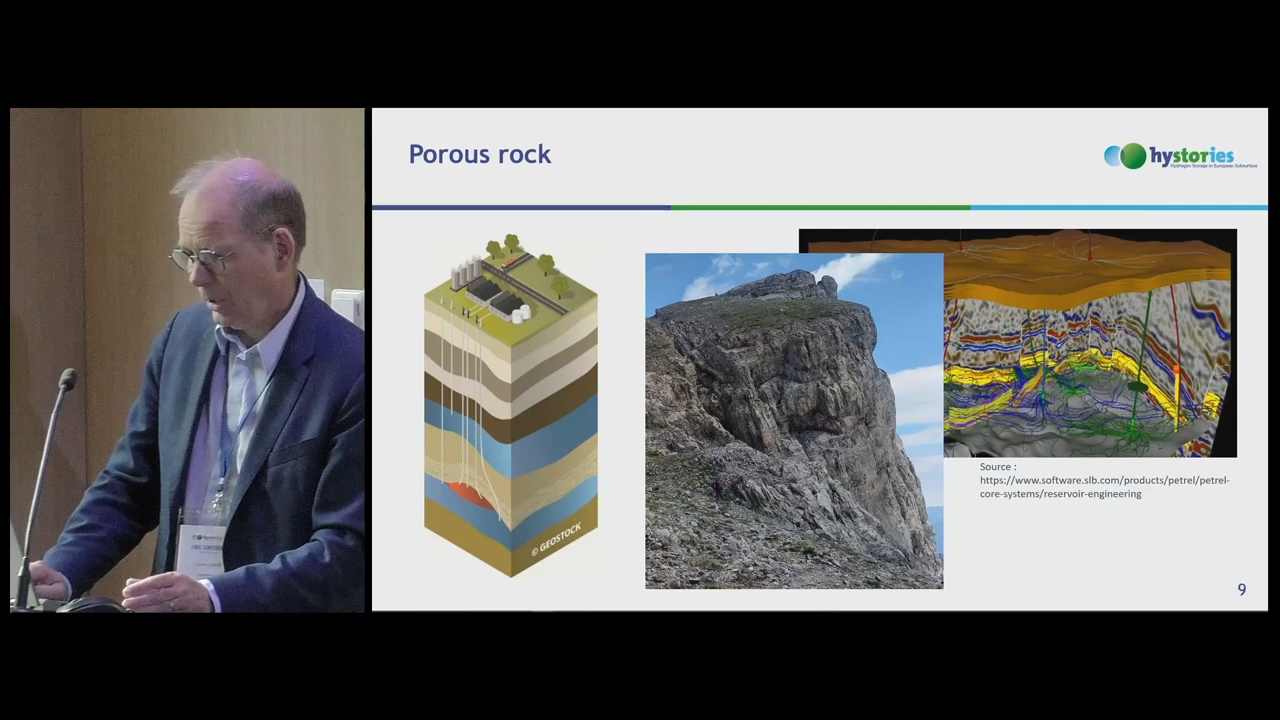 Porous rock
hystories
Hydrogen Storage in European Subsurface
© GEOSTOCK
Source :
https://www.software.slb.com/products/petrel/petrel-
core-systems/reservoir-engineering
9